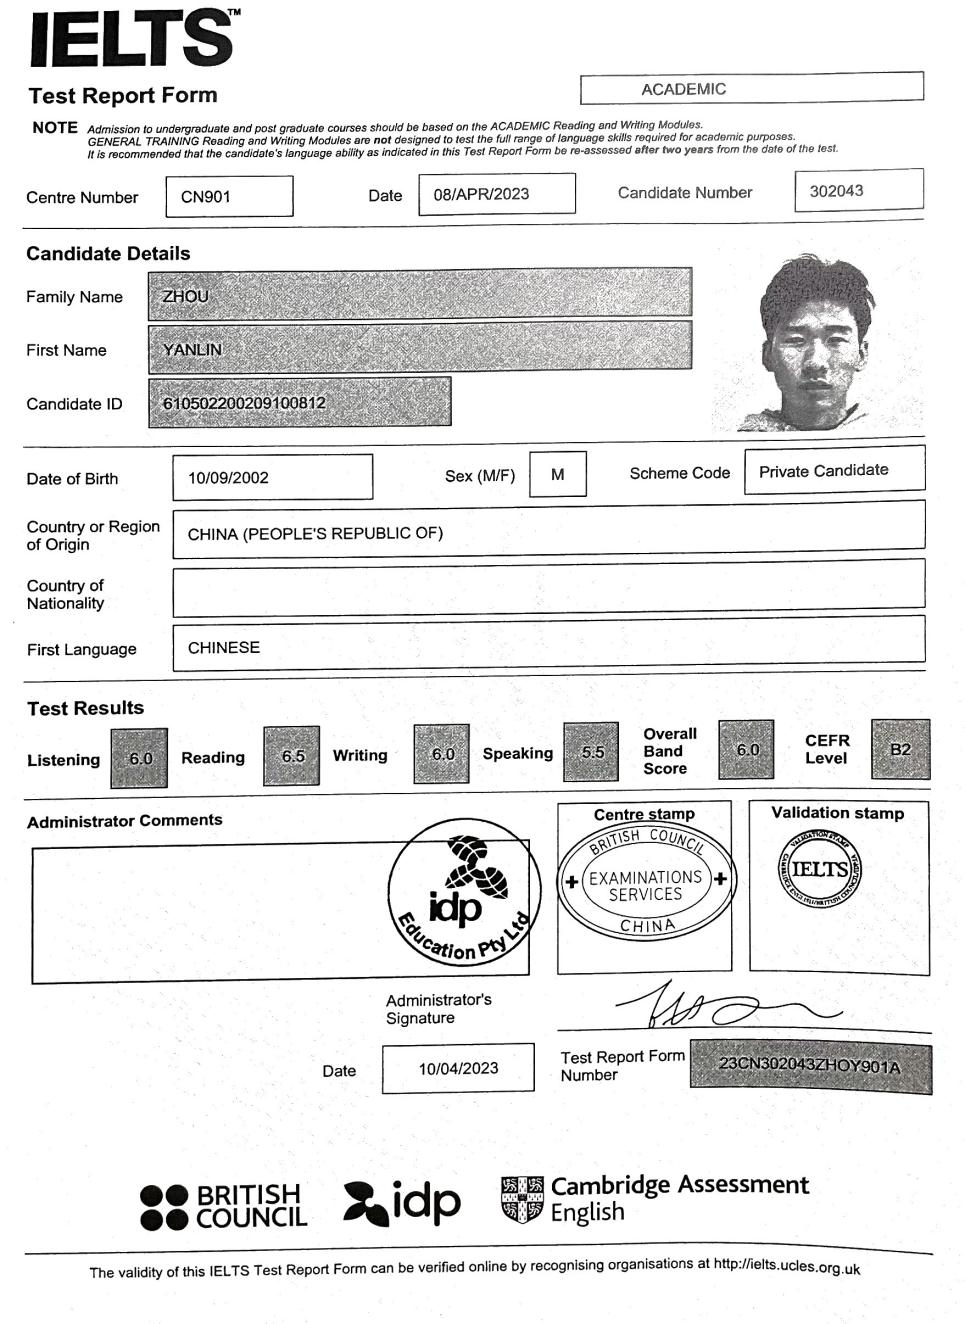 IELTS™
Test Report Form
ACADEMIC
NOTE Admission to undergraduate and post graduate courses should be based on the ACADEMIC Reading and Writing Modules.
GENERAL TRAINING Reading and Writing Modules are not designed to test the full range of language skills required for academic purposes.
It is recommended that the candidate's language ability as indicated in this Test Report Form be re-assessed after two years from the date of the test.
Centre Number CN901 Date 08/APR/2023 Candidate Number 302043
Candidate Details
Family Name ZHOU
First Name YANLIN
Candidate ID 610502200209100812
Date of Birth 10/09/2002 Sex (M/F) M Scheme Code Private Candidate
Country or Region
of Origin
CHINA (PEOPLE'S REPUBLIC OF)
Country of
Nationality
First Language CHINESE
Test Results
Listening 6.0 Reading 6.5 Writing 6.0 Speaking 5.5 Overall
Band
Score
6.0 CEFR
Level
B2
Administrator Comments
idp
Education Pty Ltd
Centre stamp
BRITISH COUNCIL
EXAMINATIONS
SERVICES
CHINA
Validation stamp
VALIDATION STAMP
IELTS
Administrator's
Signature
Date 10/04/2023
Test Report Form
Number
23CN302043ZHOY901A
BRITISH
COUNCIL
idp
Cambridge Assessment
English
The validity of this IELTS Test Report Form can be verified online by recognising organisations at http://ielts.ucles.org.uk